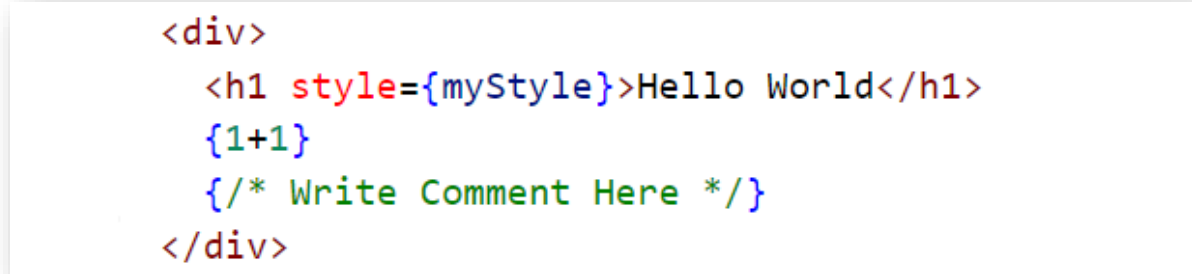 <div>
<h1 style={myStyle}>Hello World</h1>
{1+1}
{/* Write Comment Here */}
</div>